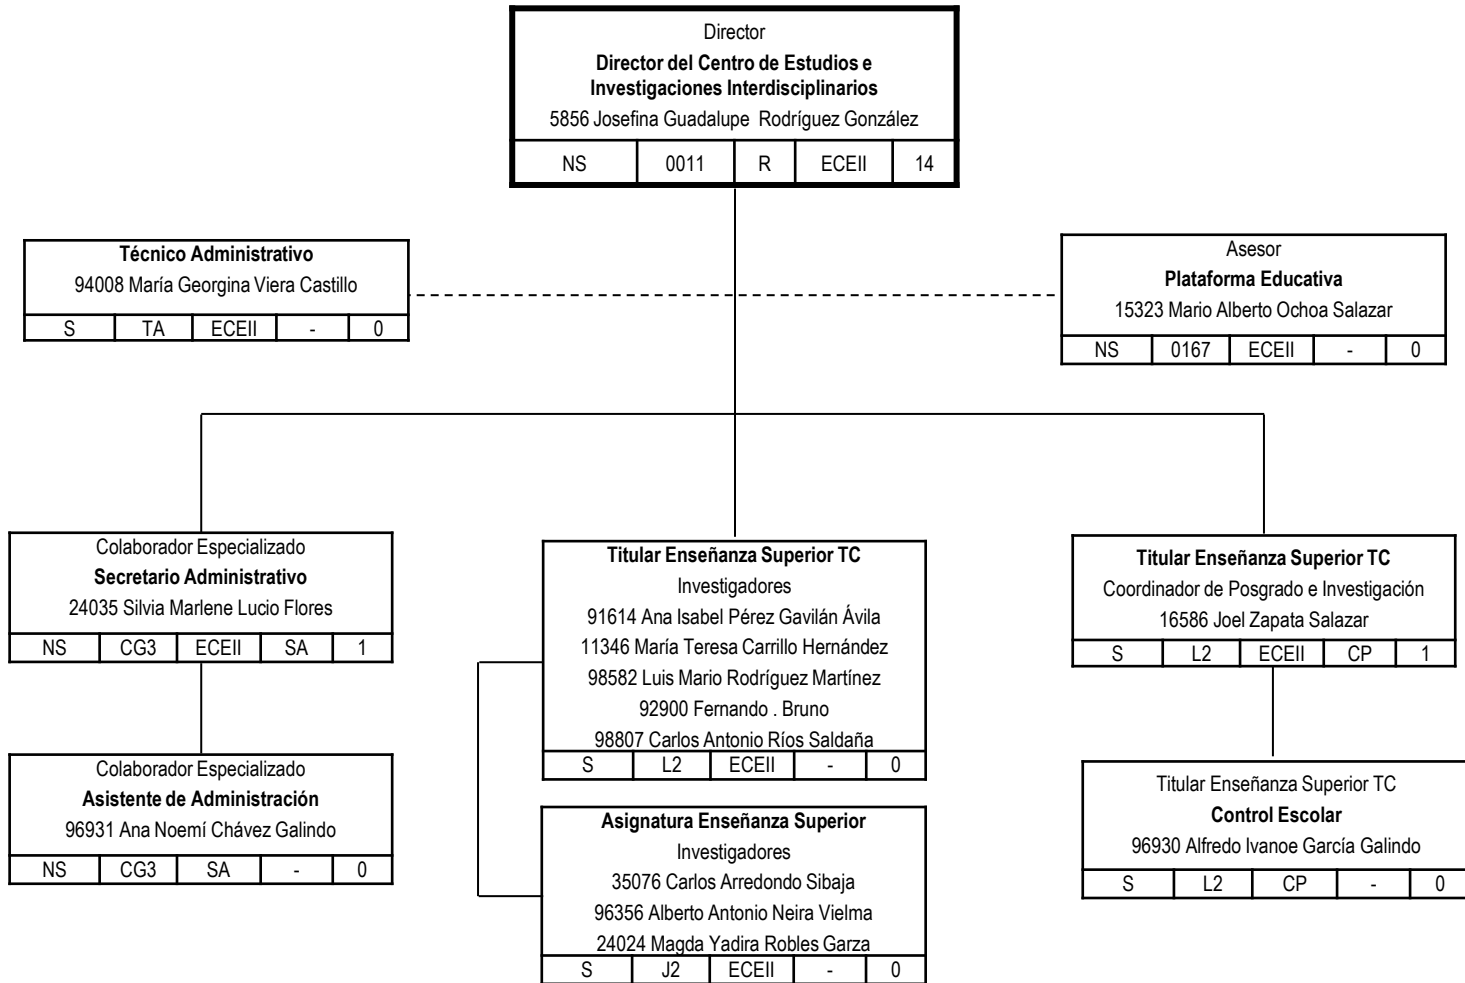 Director
Director del Centro de Estudios e
Investigaciones Interdisciplinarios
5856 Josefina Guadalupe Rodríguez González
NS 0011 R ECEII 14
Técnico Administrativo
94008 María Georgina Viera Castillo
S TA ECEII - 0
Asesor
Plataforma Educativa
15323 Mario Alberto Ochoa Salazar
NS 0167 ECEII - 0
Colaborador Especializado
Secretario Administrativo
24035 Silvia Marlene Lucio Flores
NS CG3 ECEII SA 1
Colaborador Especializado
Asistente de Administración
96931 Ana Noemí Chávez Galindo
NS CG3 SA - 0
Titular Enseñanza Superior TC
Investigadores
91614 Ana Isabel Pérez Gavilán Ávila
11346 María Teresa Carrillo Hernández
98582 Luis Mario Rodríguez Martínez
92900 Fernando . Bruno
98807 Carlos Antonio Ríos Saldaña
S L2 ECEII - 0
Asignatura Enseñanza Superior
Investigadores
35076 Carlos Arredondo Sibaja
96356 Alberto Antonio Neira Vielma
24024 Magda Yadira Robles Garza
S J2 ECEII - 0
Titular Enseñanza Superior TC
Coordinador de Posgrado e Investigación
16586 Joel Zapata Salazar
S L2 ECEII CP 1
Titular Enseñanza Superior TC
Control Escolar
96930 Alfredo Ivanoe García Galindo
S L2 CP - 0